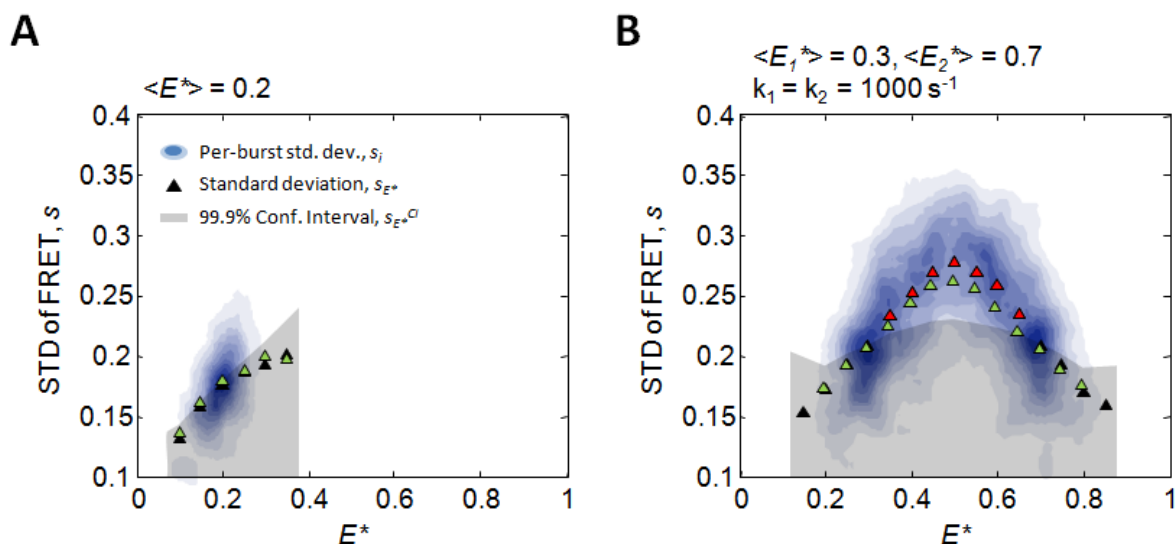 A
<E*> = 0.2
STD of FRET, s
0.4
0.35
0.3
0.25
0.2
0.15
0.1
Per-burst std. dev., si
Standard deviation, sE*
99.9% Conf. Interval, sE*CI
0 0.2 0.4 0.6 0.8 1
E*
B
<E1*> = 0.3, <E2*> = 0.7
k1 = k2 = 1000 s-1
STD of FRET, s
0.4
0.35
0.3
0.25
0.2
0.15
0.1
0 0.2 0.4 0.6 0.8 1
E*